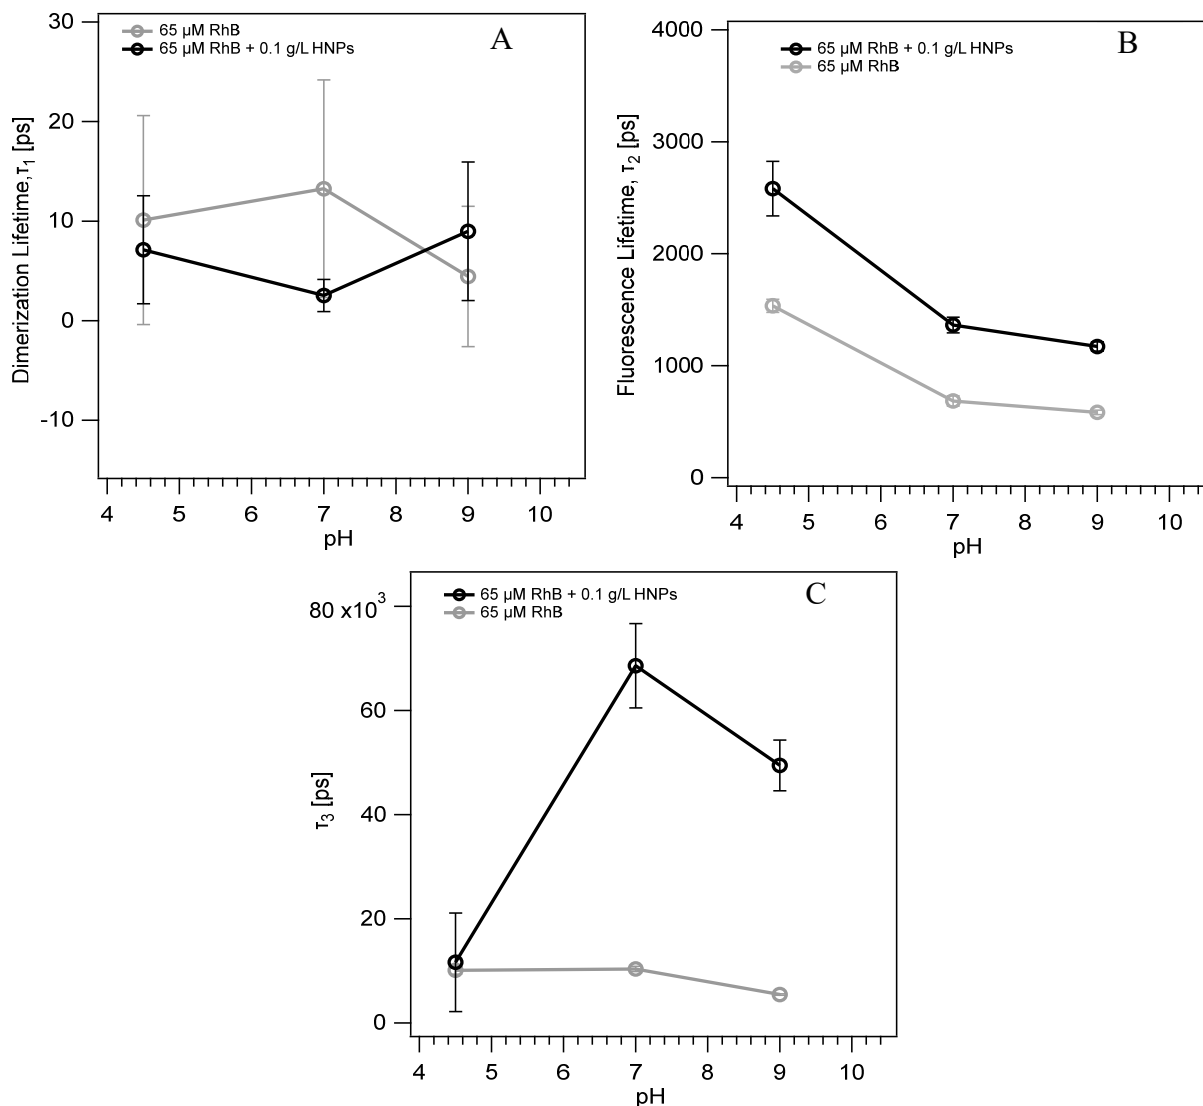 A
65 µM RhB
65 µM RhB + 0.1 g/L HNPs
Dimerization Lifetime, τ₁ [ps]
30
20
10
0
-10
4 5 6 7 8 9 10
pH
B
65 µM RhB + 0.1 g/L HNPs
65 µM RhB
Fluorescence Lifetime, τ₂ [ps]
4000
3000
2000
1000
0
4 5 6 7 8 9 10
pH
C
65 µM RhB + 0.1 g/L HNPs
65 µM RhB
τ₃ [ps]
80 x10³
60
40
20
0
4 5 6 7 8 9 10
pH